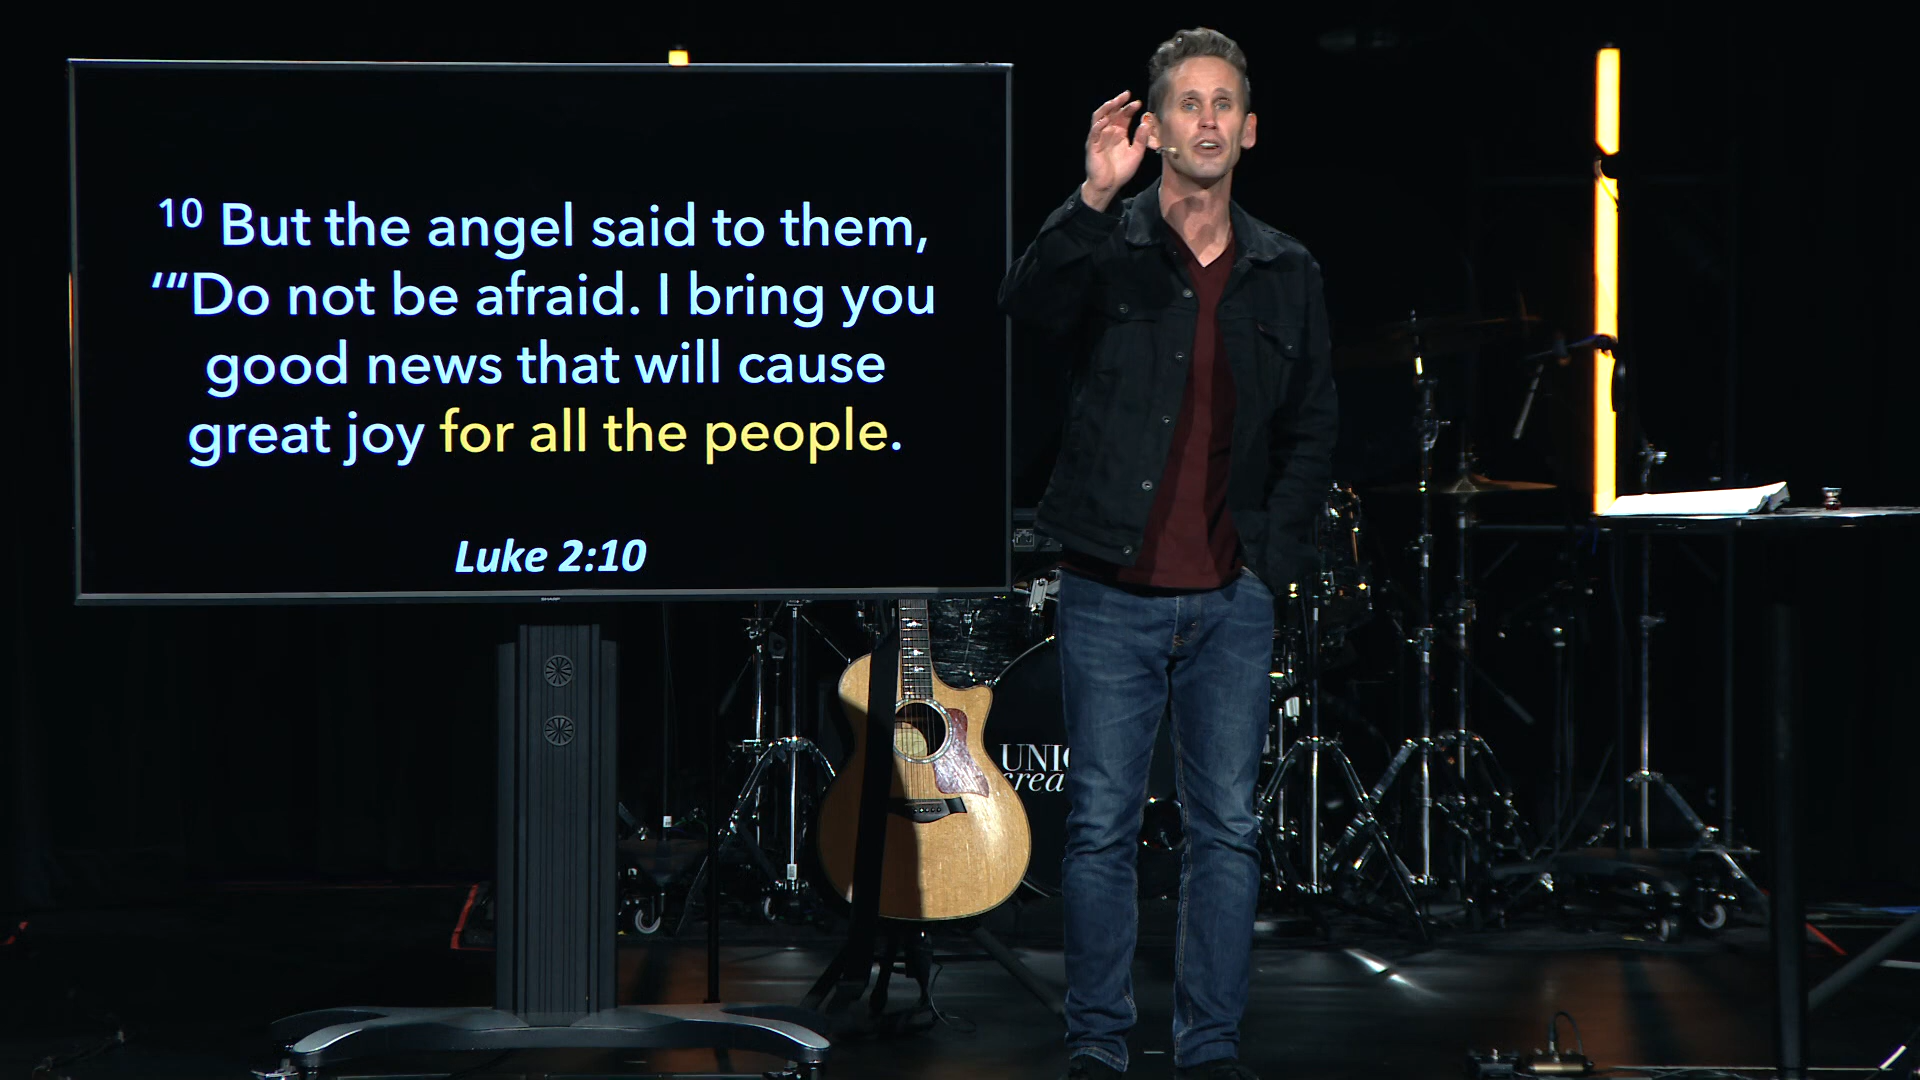 10 But the angel said to them,
‘“Do not be afraid. I bring you
good news that will cause
great joy for all the people.
Luke 2:10
SHARP